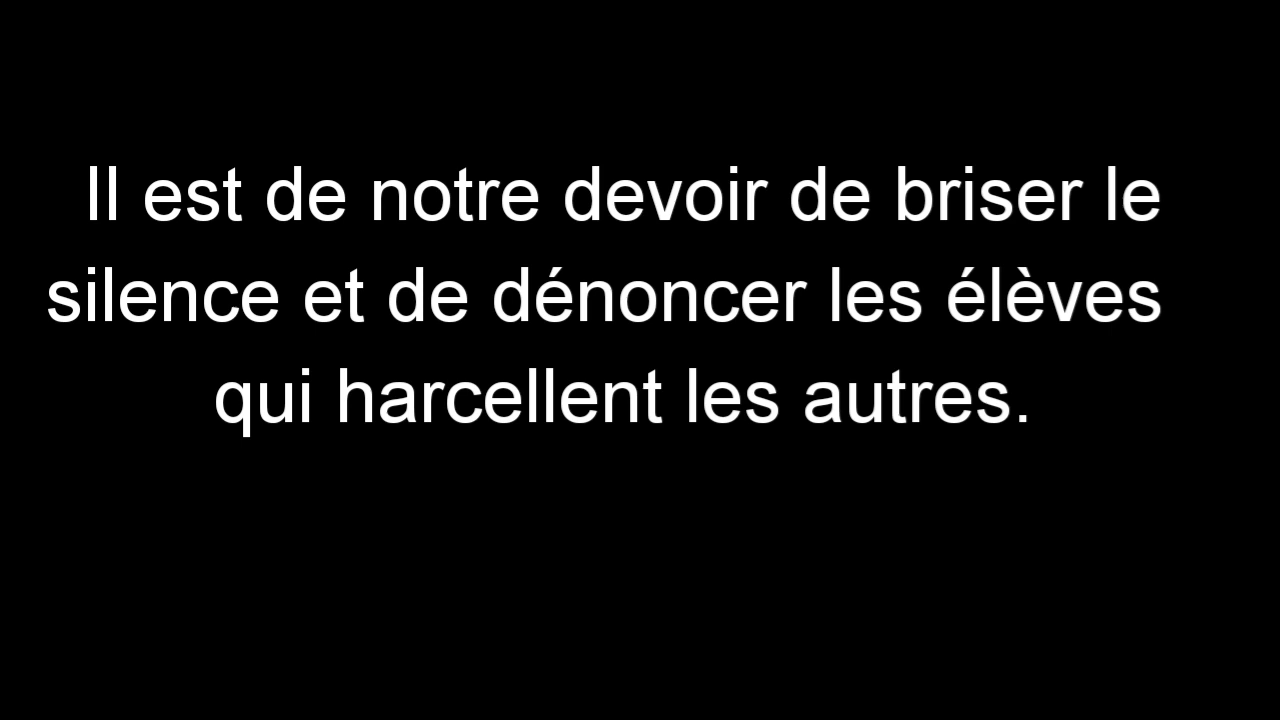 Il est de notre devoir de briser le
silence et de dénoncer les élèves
qui harcellent les autres.